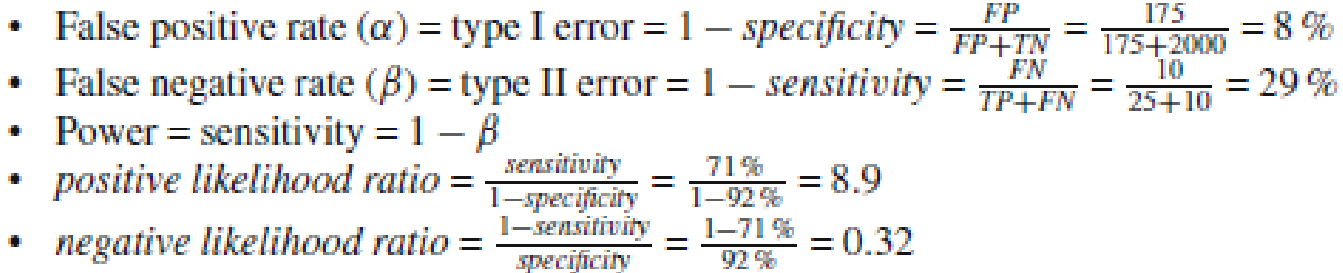 • False positive rate (α) = type I error = 1 − specificity = FP/(FP+TN) = 175/(175+2000) = 8 %
• False negative rate (β) = type II error = 1 − sensitivity = FN/(TP+FN) = 10/(25+10) = 29 %
• Power = sensitivity = 1 − β
• positive likelihood ratio = sensitivity/(1−specificity) = 71 %/(1−92 %) = 8.9
• negative likelihood ratio = (1−sensitivity)/specificity = (1−71 %)/92 % = 0.32